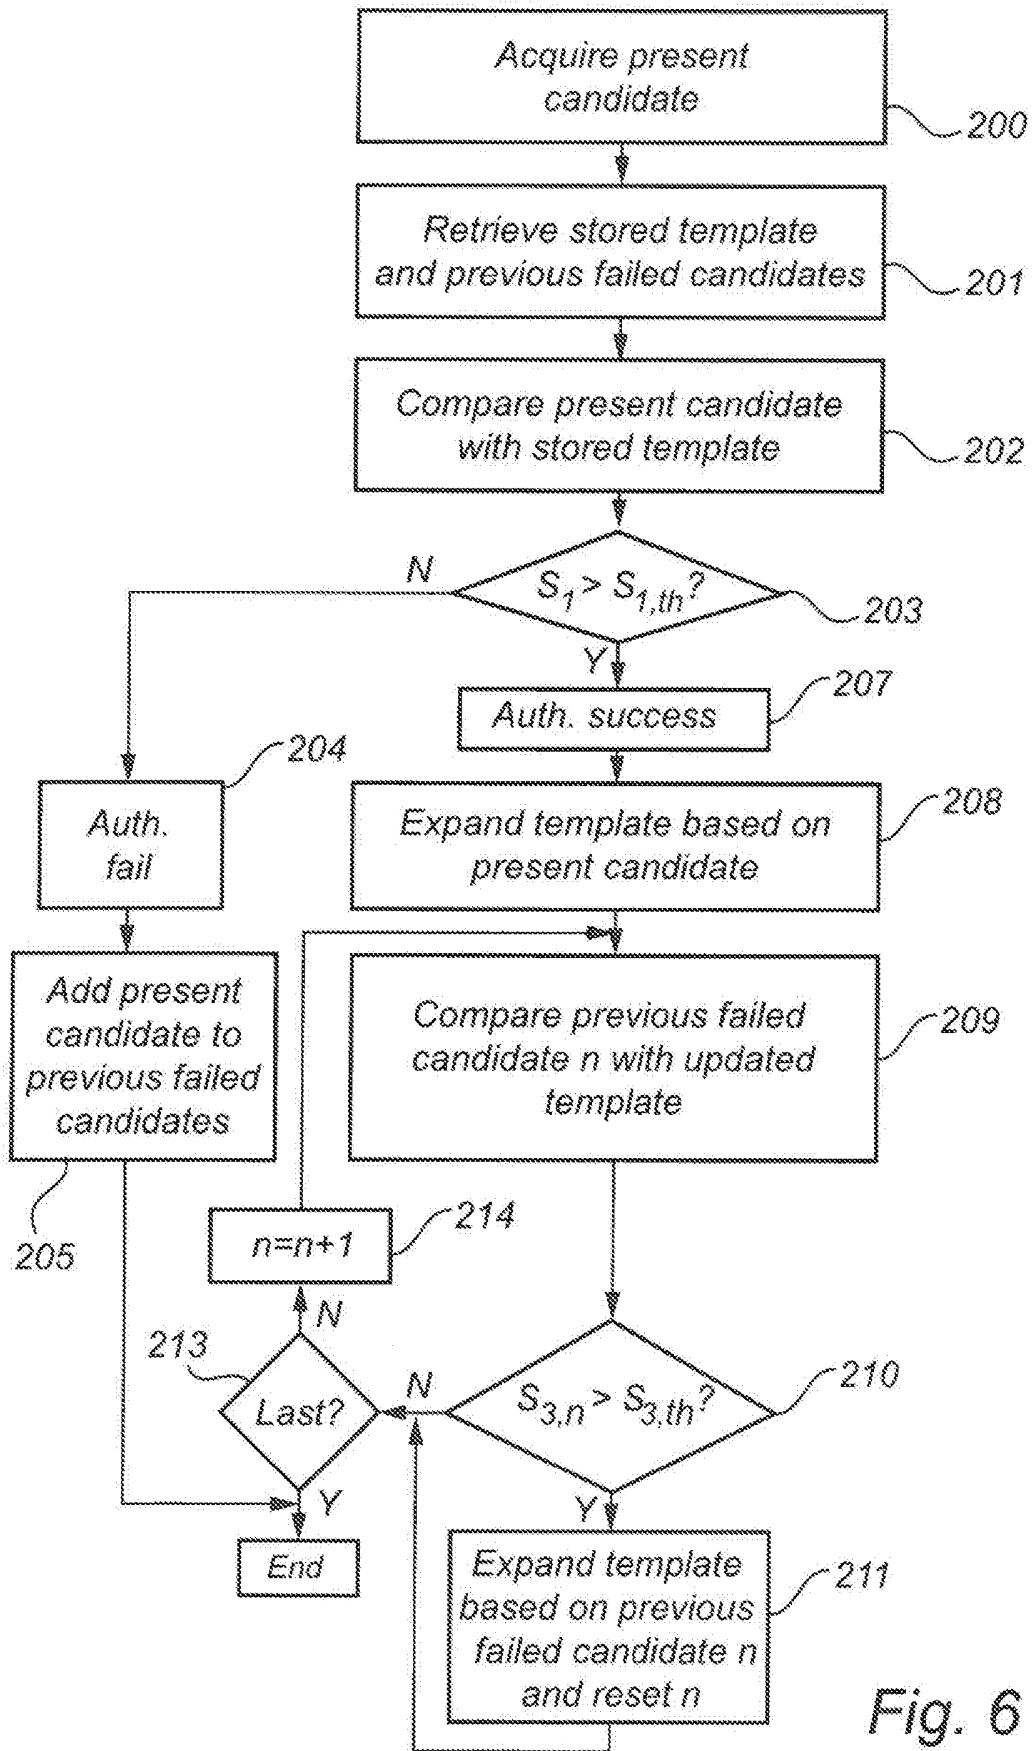 Acquire present
candidate
200
Retrieve stored template
and previous failed candidates
201
Compare present candidate
with stored template
202
N
S1 > S1,th?
203
Y
207
Auth. success
204
Auth.
fail
208
Expand template based on
present candidate
Add present
candidate to
previous failed
candidates
205
209
Compare previous failed
candidate n with updated
template
214
n=n+1
N
213
Last?
N
S3,n > S3,th?
210
Y
Y
End
Expand template
based on previous
failed candidate n
and reset n
211
Fig. 6